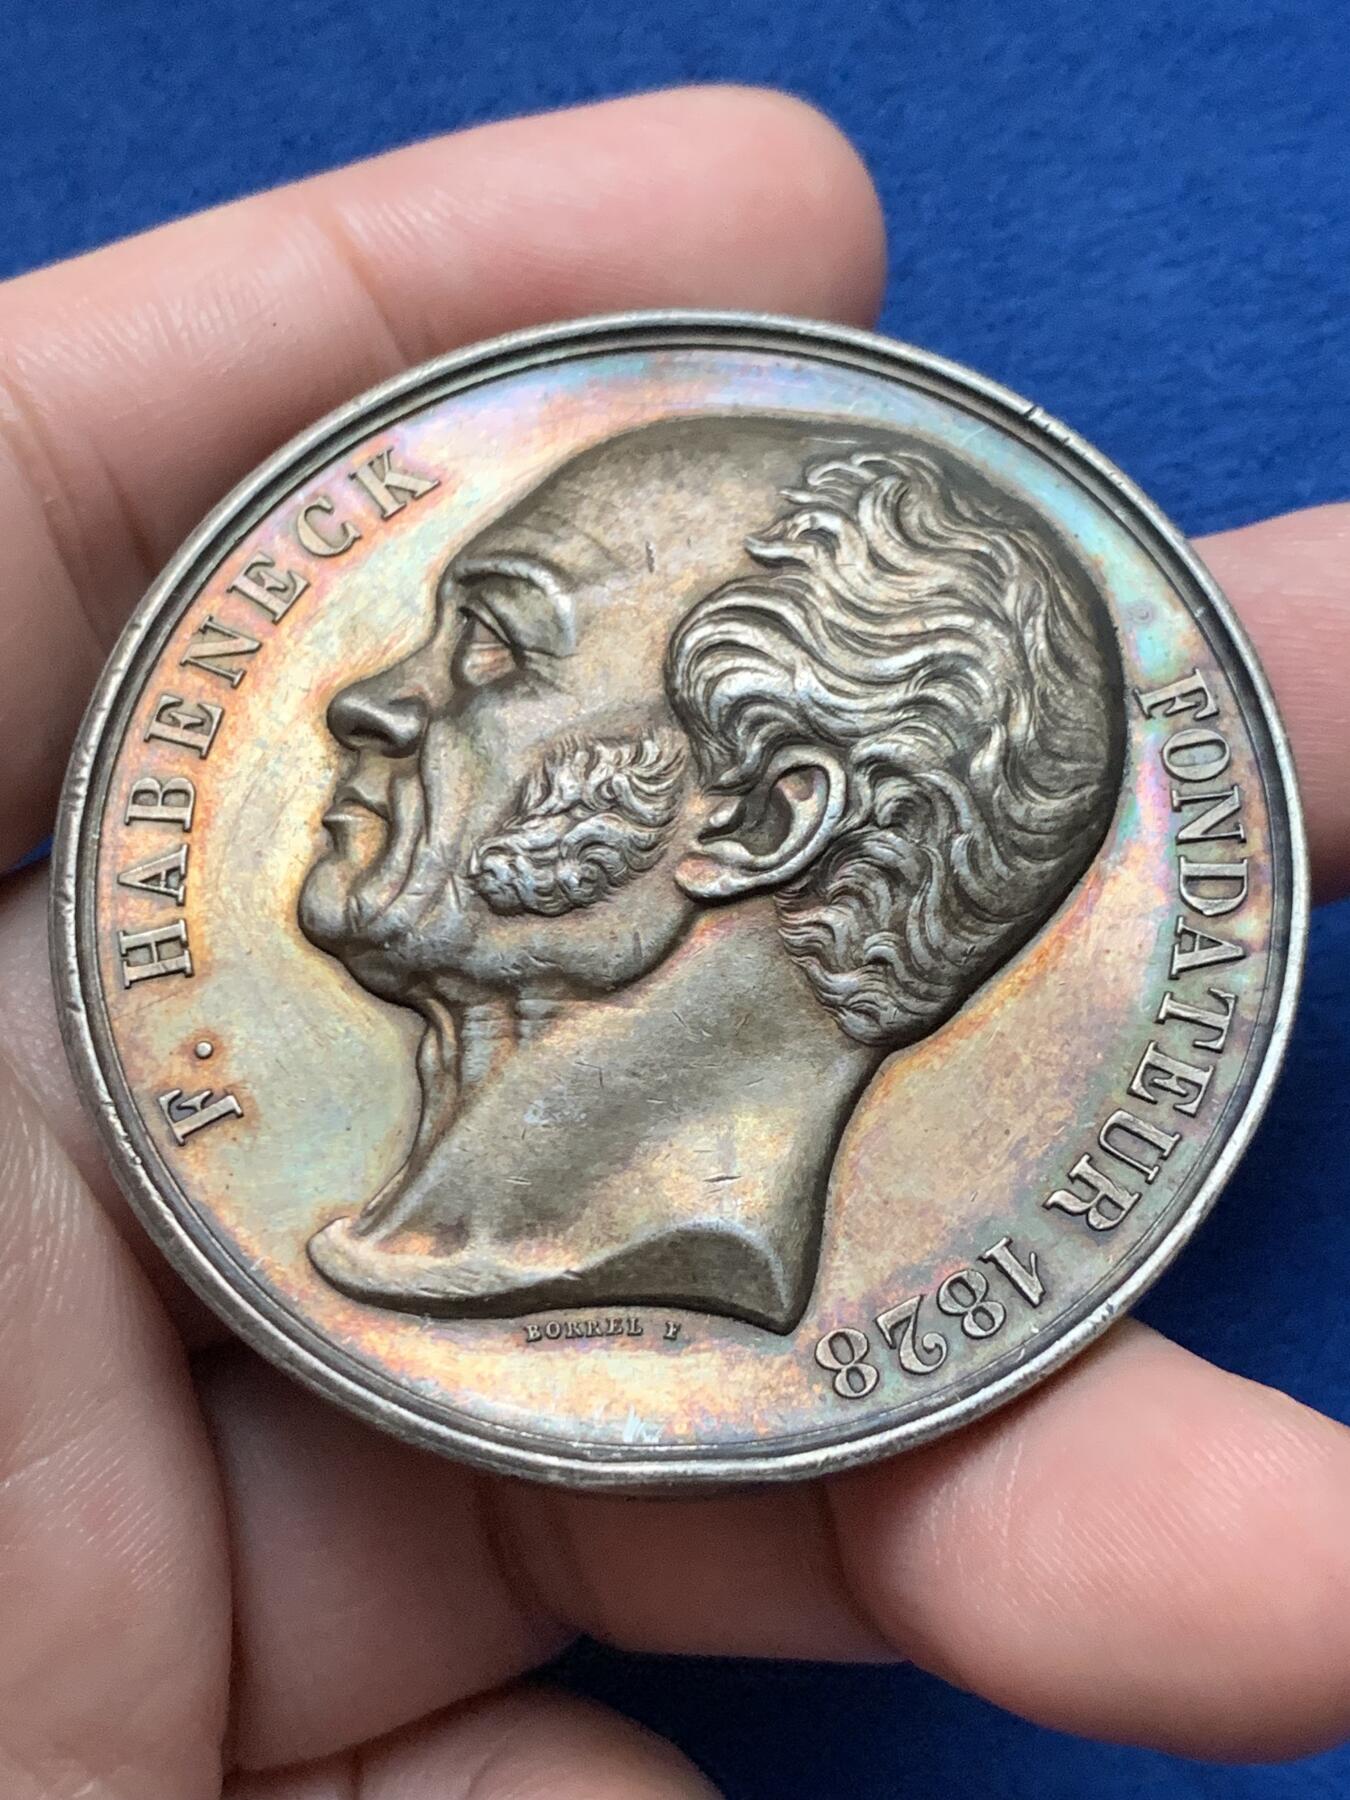 F. HABENECK
FONDATEUR 1828
BORREL F